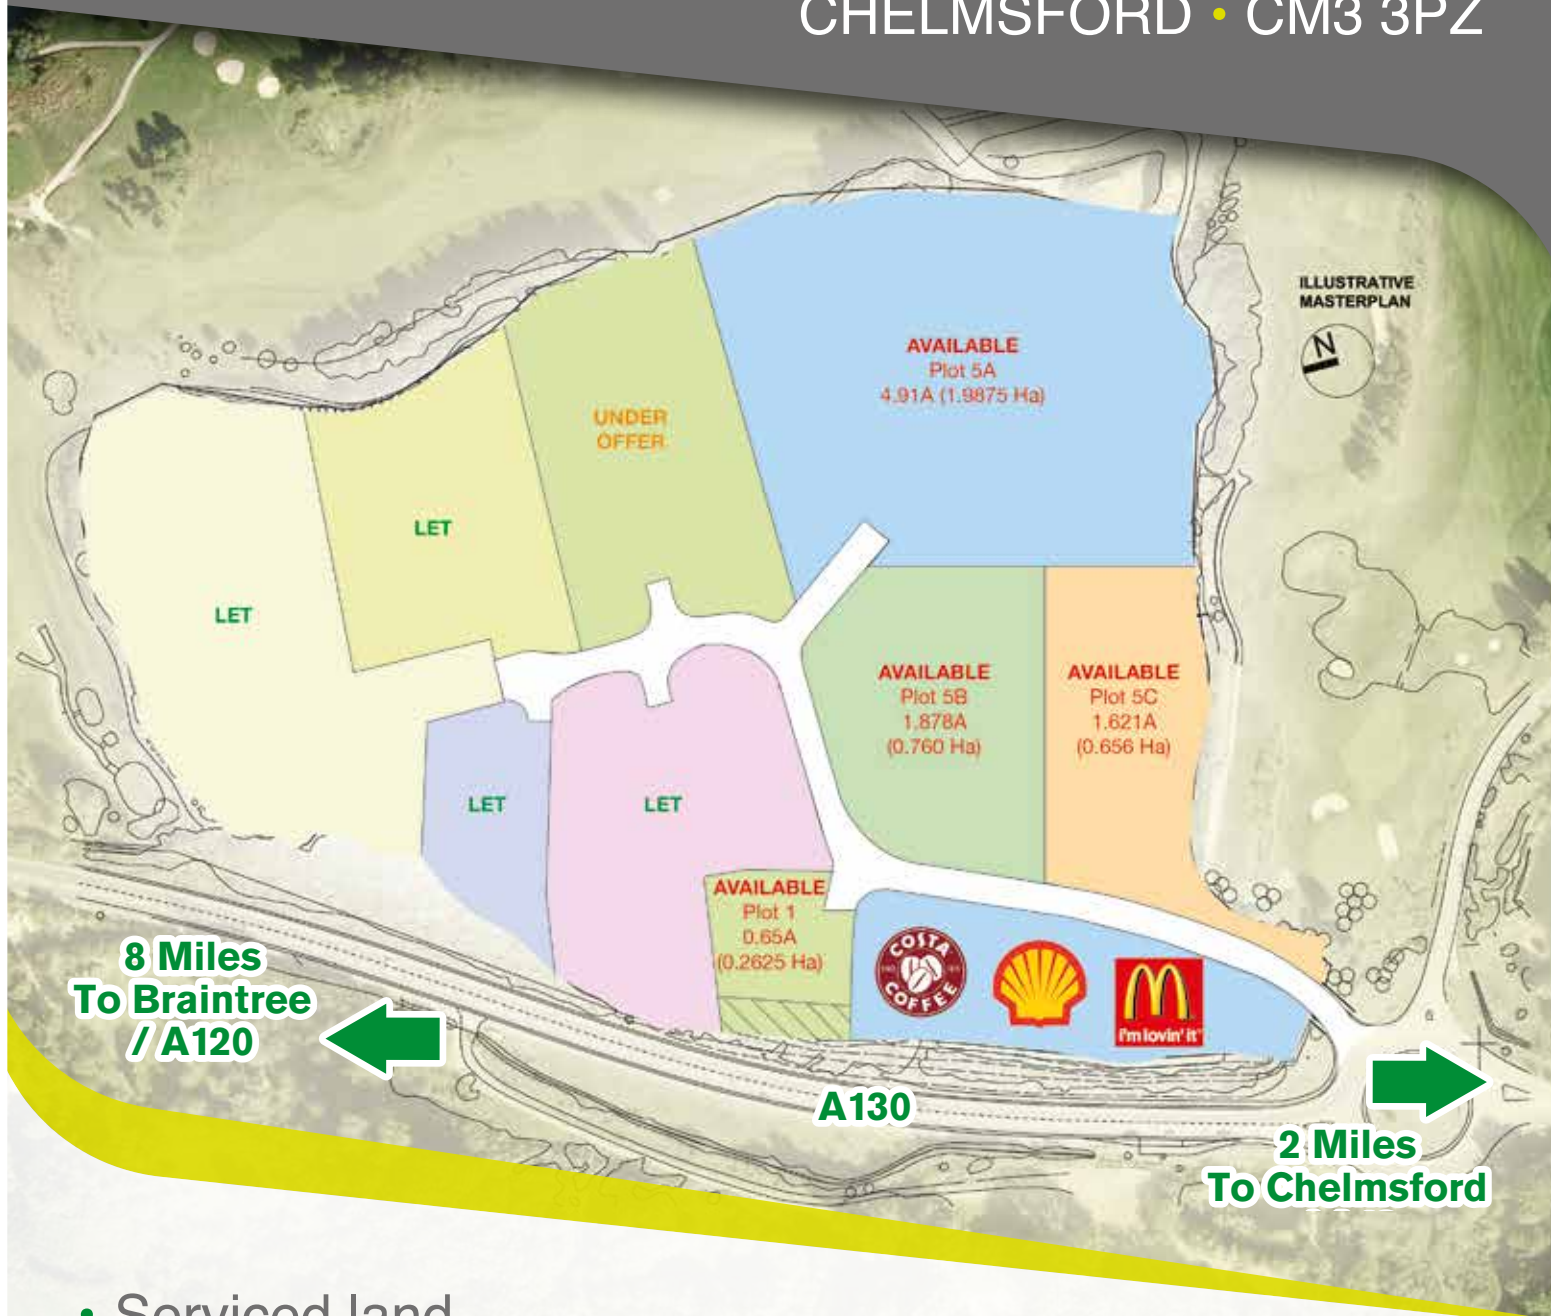 CHELMSFORD • CM3 3PZ
ILLUSTRATIVE
MASTERPLAN
N
AVAILABLE
Plot 5A
4.91A (1.9875 Ha)
UNDER
OFFER
LET
LET
AVAILABLE
Plot 5B
1.878A
(0.760 Ha)
AVAILABLE
Plot 5C
1.621A
(0.656 Ha)
LET
LET
AVAILABLE
Plot 1
0.65A
(0.2625 Ha)
COSTA
COFFEE
i'm lovin' it
8 Miles
To Braintree
/ A120
A130
2 Miles
To Chelmsford
• Serviced land